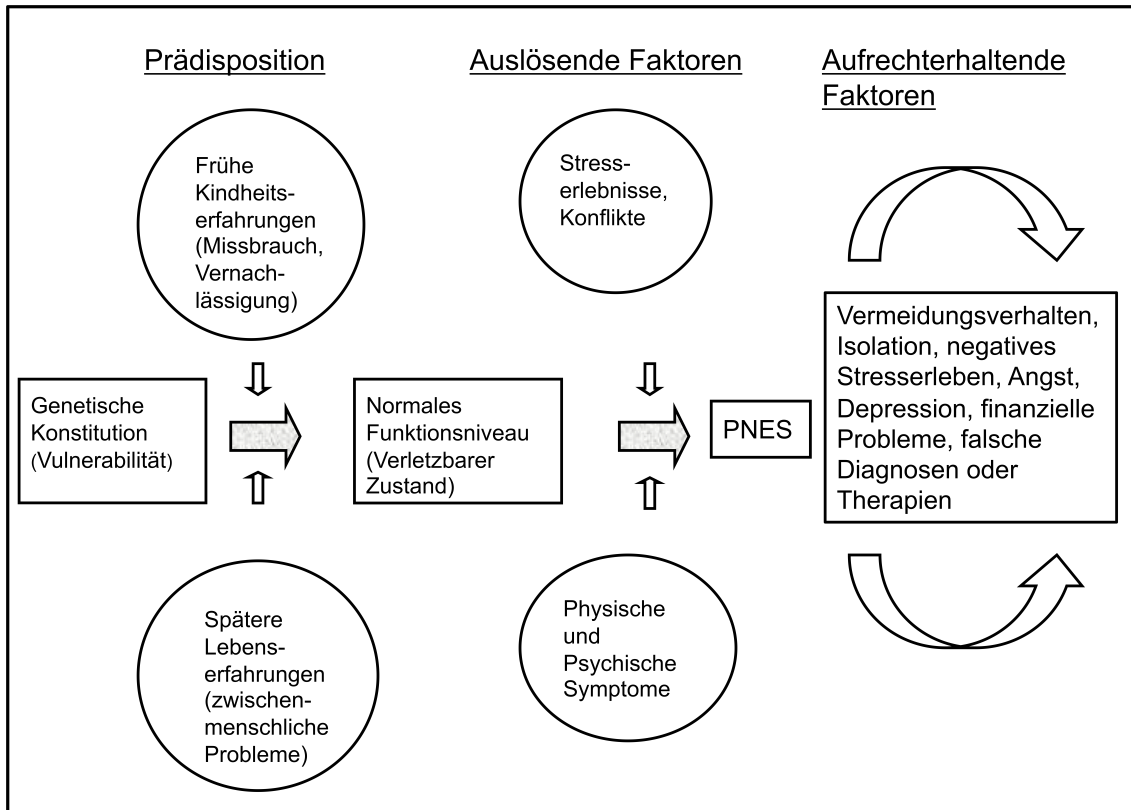 Prädisposition
Auslösende Faktoren
Aufrechterhaltende
Faktoren
Frühe
Kindheits-
erfahrungen
(Missbrauch,
Vernach-
lässigung)
Stress-
erlebnisse,
Konflikte
Genetische
Konstitution
(Vulnerabilität)
Normales
Funktionsniveau
(Verletzbarer
Zustand)
PNES
Vermeidungsverhalten,
Isolation, negatives
Stresserleben, Angst,
Depression, finanzielle
Probleme, falsche
Diagnosen oder
Therapien
Spätere
Lebens-
erfahrungen
(zwischen-
menschliche
Probleme)
Physische
und
Psychische
Symptome